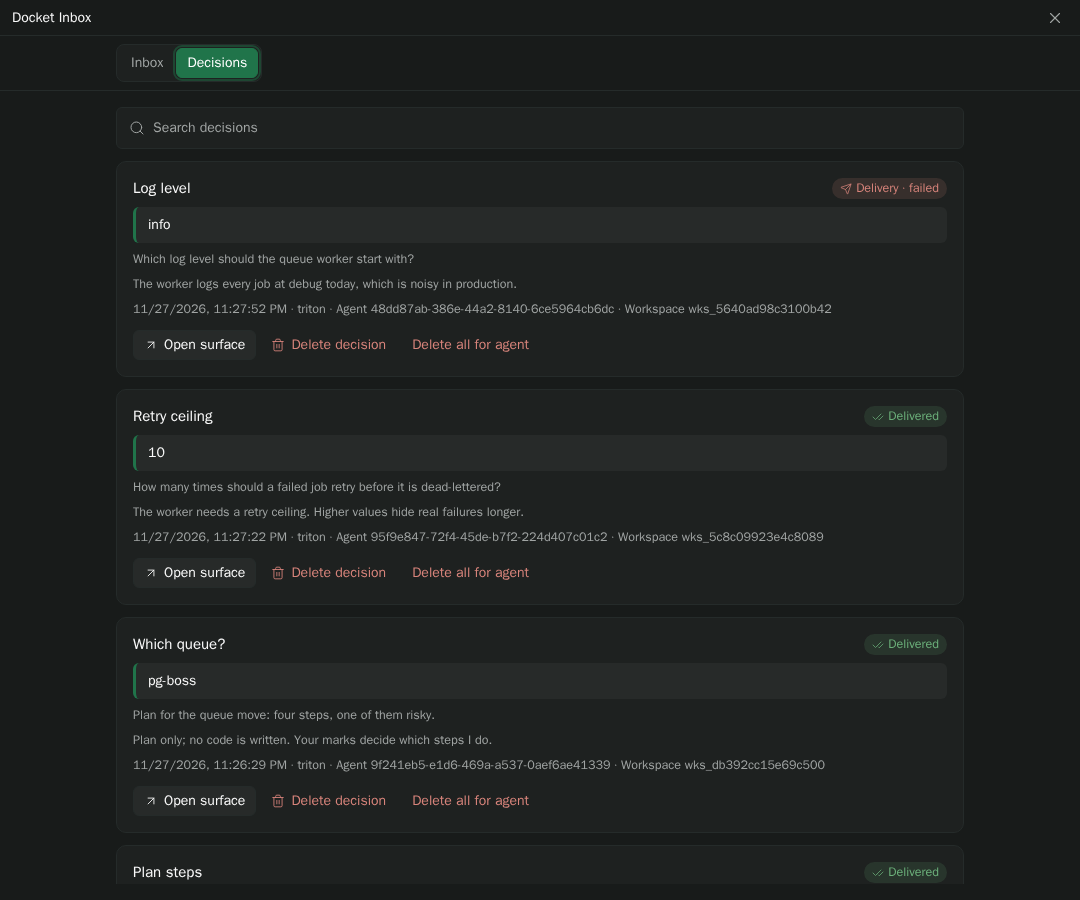 Docket Inbox
Inbox
Decisions
Search decisions
Log level
Delivery · failed
info
Which log level should the queue worker start with?
The worker logs every job at debug today, which is noisy in production.
11/27/2026, 11:27:52 PM · triton · Agent 48dd87ab-386e-44a2-8140-6ce5964cb6dc · Workspace wks_5640ad98c3100b42
Open surface
Delete decision
Delete all for agent
Retry ceiling
Delivered
10
How many times should a failed job retry before it is dead-lettered?
The worker needs a retry ceiling. Higher values hide real failures longer.
11/27/2026, 11:27:22 PM · triton · Agent 95f9e847-72f4-45de-b7f2-224d407c01c2 · Workspace wks_5c8c09923e4c8089
Open surface
Delete decision
Delete all for agent
Which queue?
Delivered
pg-boss
Plan for the queue move: four steps, one of them risky.
Plan only; no code is written. Your marks decide which steps I do.
11/27/2026, 11:26:29 PM · triton · Agent 9f241eb5-e1d6-469a-a537-0aef6ae41339 · Workspace wks_db392cc15e69c500
Open surface
Delete decision
Delete all for agent
Plan steps
Delivered